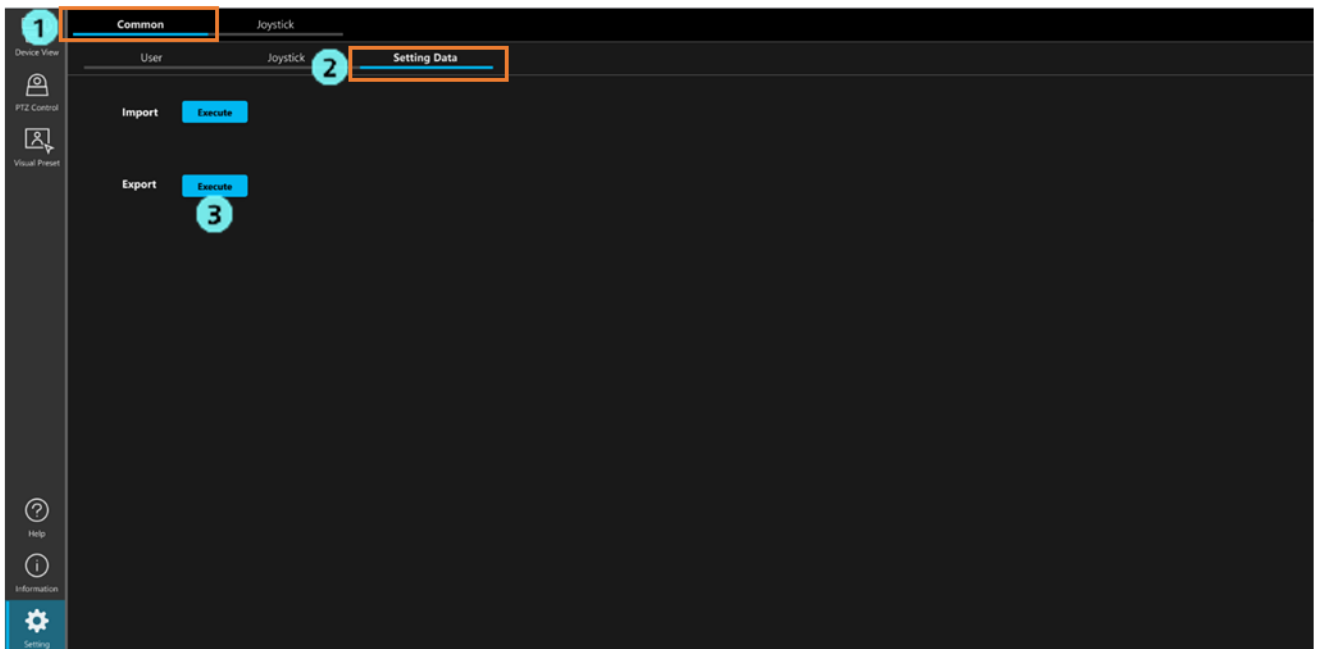 1
Common Joystick
Device View
User Joystick 2 Setting Data
PTZ Control
Import Execute
Visual Preset
Export Execute
3
Help
Information
Setting